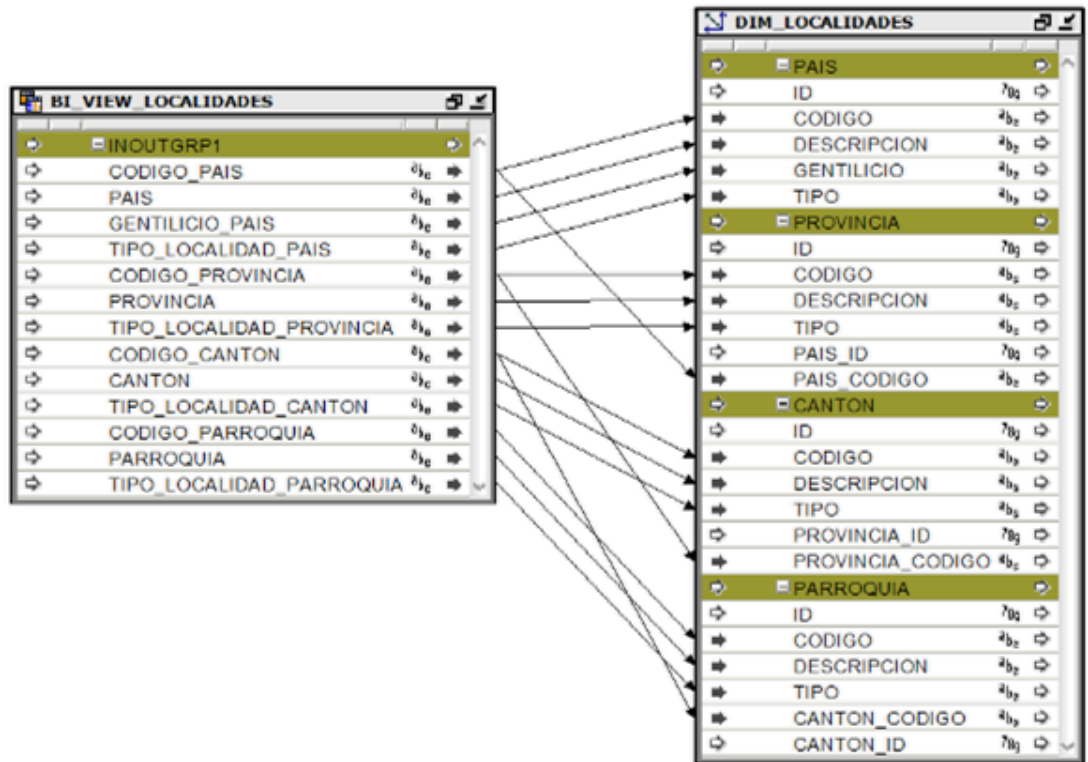 BI_VIEW_LOCALIDADES
INOUTGRP1
CODIGO_PAIS
PAIS
GENTILICIO_PAIS
TIPO_LOCALIDAD_PAIS
CODIGO_PROVINCIA
PROVINCIA
TIPO_LOCALIDAD_PROVINCIA
CODIGO_CANTON
CANTON
TIPO_LOCALIDAD_CANTON
CODIGO_PARROQUIA
PARROQUIA
TIPO_LOCALIDAD_PARROQUIA
DIM_LOCALIDADES
PAIS
ID
CODIGO
DESCRIPCION
GENTILICIO
TIPO
PROVINCIA
ID
CODIGO
DESCRIPCION
TIPO
PAIS_ID
PAIS_CODIGO
CANTON
ID
CODIGO
DESCRIPCION
TIPO
PROVINCIA_ID
PROVINCIA_CODIGO
PARROQUIA
ID
CODIGO
DESCRIPCION
TIPO
CANTON_CODIGO
CANTON_ID